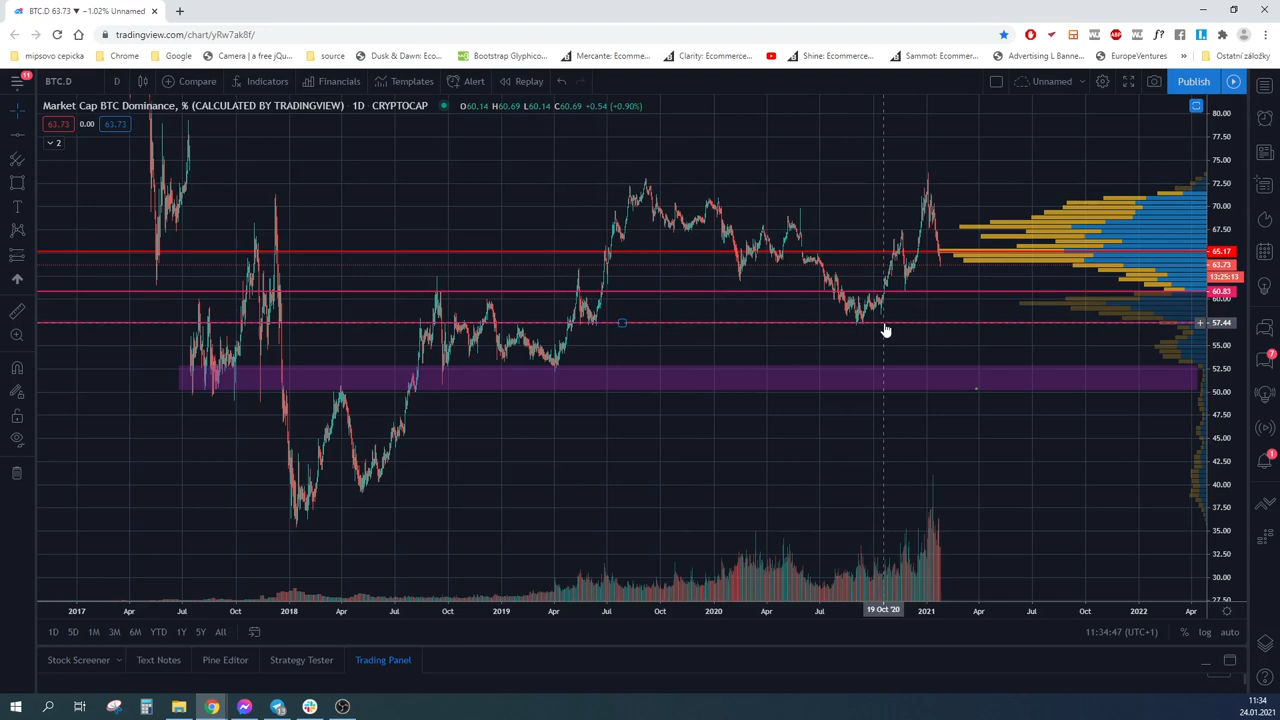 BTC.D 63.73 ▼ −1.02% Unnamed
tradingview.com/chart/yRw7ak8f/
mipsovo cepicka
Chrome
Google
Camera | a free jQu...
source
Dusk & Dawn: Eco...
Bootstrap Glyphico...
Mercante: Ecomme...
Clarity: Ecommerc...
Shine: Ecommerce...
Sammot: Ecomme...
Advertising L Banne...
EuropeVentures
»
Ostatní záložky
11
BTC.D
D
Compare
Indicators
Financials
Templates
Alert
Replay
Unnamed
Publish
Market Cap BTC Dominance, % (CALCULATED BY TRADINGVIEW) · 1D · CRYPTOCAP
O60.14 H60.69 L60.14 C60.69 +0.54 (+0.90%)
63.73
0.00
63.73
2
80.00
77.50
75.00
72.50
70.00
67.50
65.17
63.73
13:25:13
60.83
60.00
57.44
55.00
52.50
50.00
47.50
45.00
42.50
40.00
37.50
35.00
32.50
30.00
27.50
7
1
2017
Apr
Jul
Oct
2018
Apr
Jul
Oct
2019
Apr
Jul
Oct
2020
Apr
Jul
19 Oct '20
2021
Apr
Jul
Oct
2022
Apr
1D
5D
1M
3M
6M
YTD
1Y
5Y
All
11:34:47 (UTC+1)
%
log
auto
Stock Screener
Text Notes
Pine Editor
Strategy Tester
Trading Panel
11:34
24.01.2021